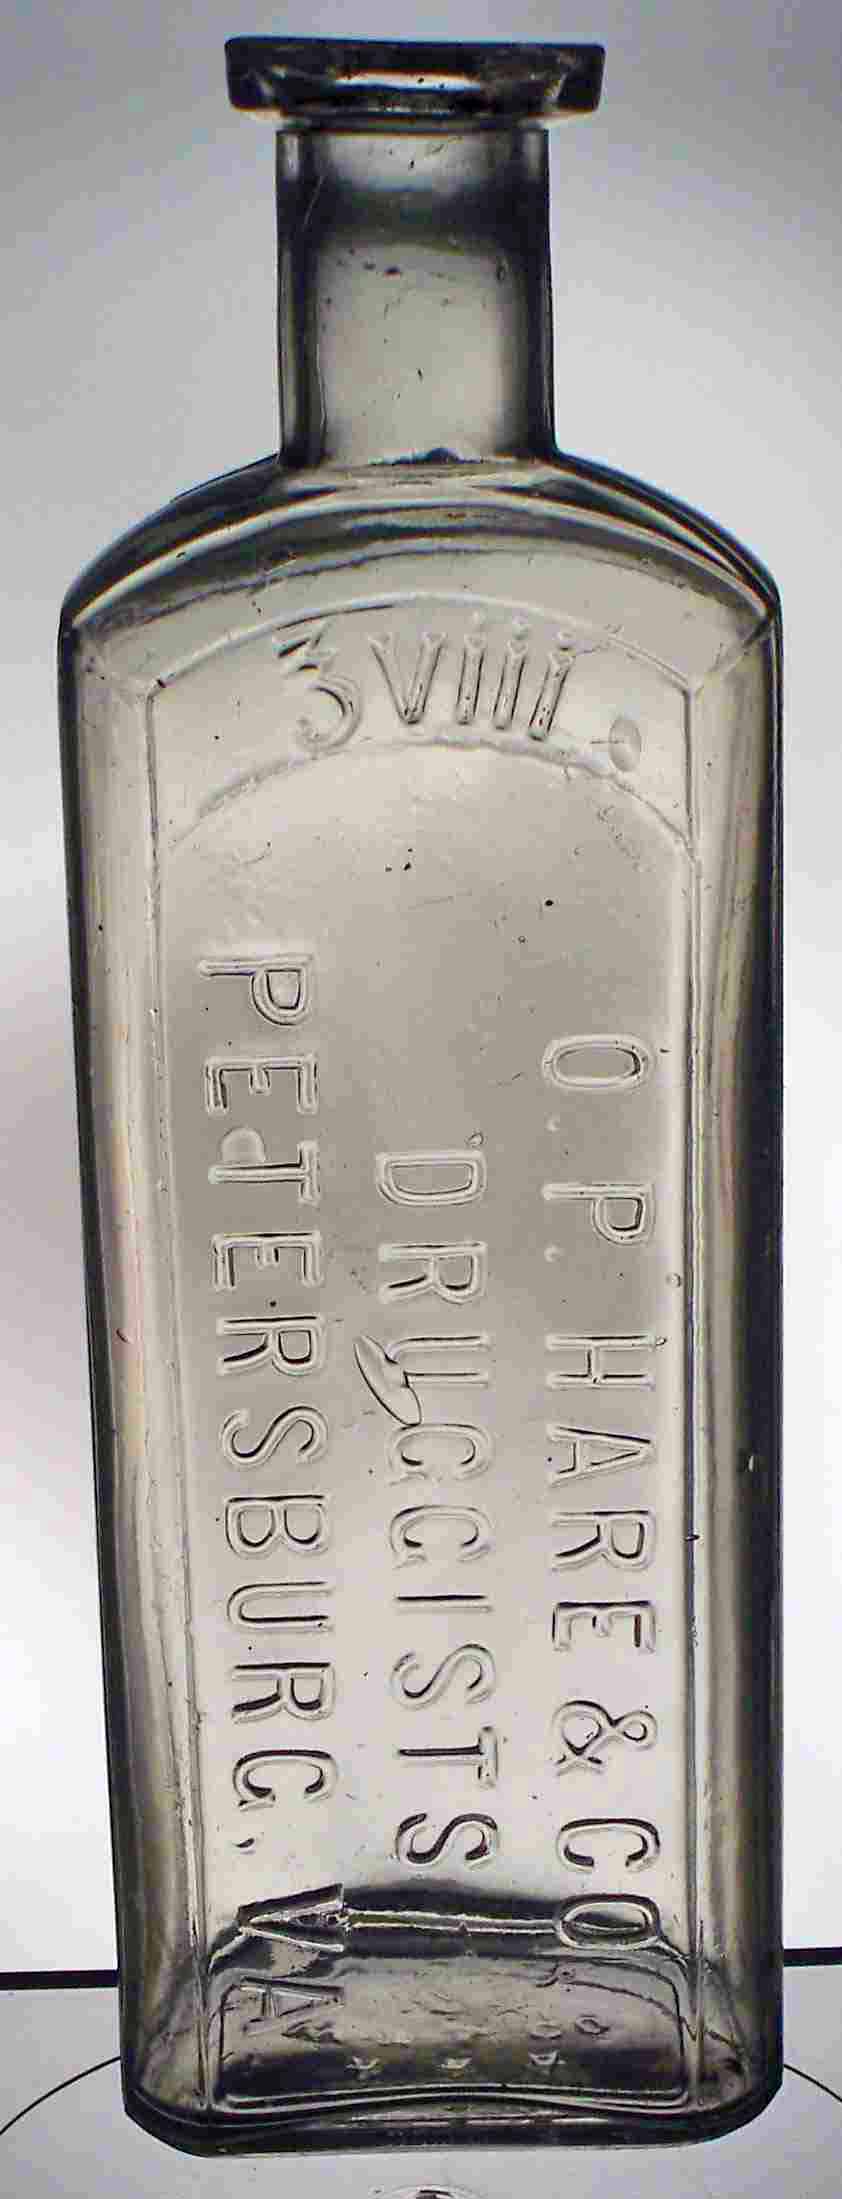 ℥viii.
O. P. HARE & CO.
DRUGGISTS
PETERSBURG, VA